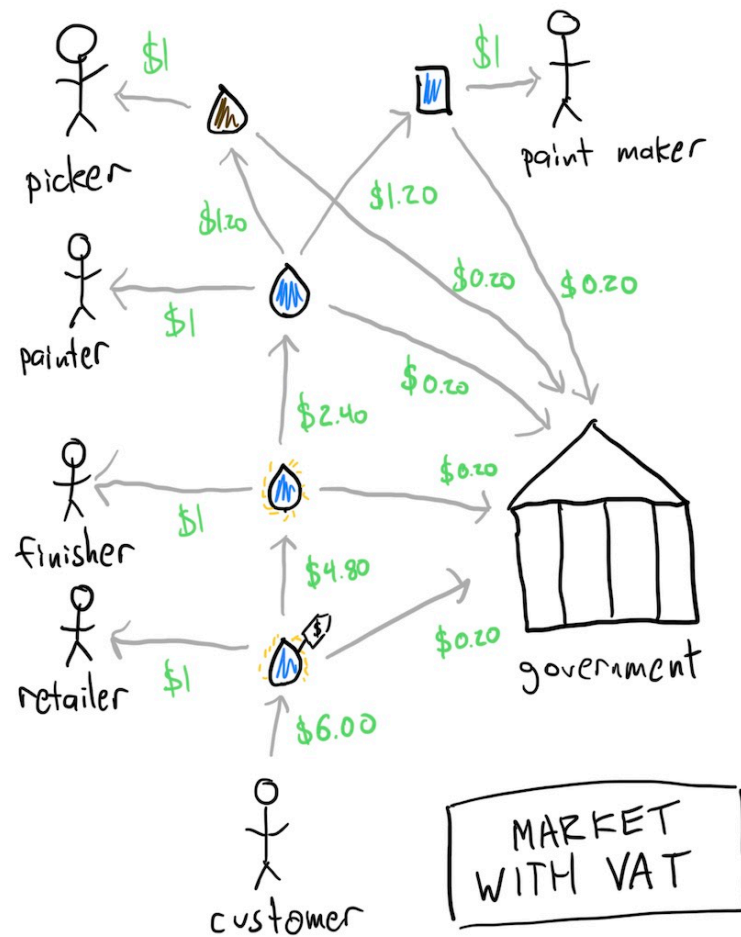 $1
$1
picker
paint maker
$1.20
$1.20
$0.20
$0.20
$1
painter
$0.20
$2.40
$0.20
$1
finisher
$4.80
$
$0.20
$1
retailer
government
$6.00
MARKET
WITH VAT
customer